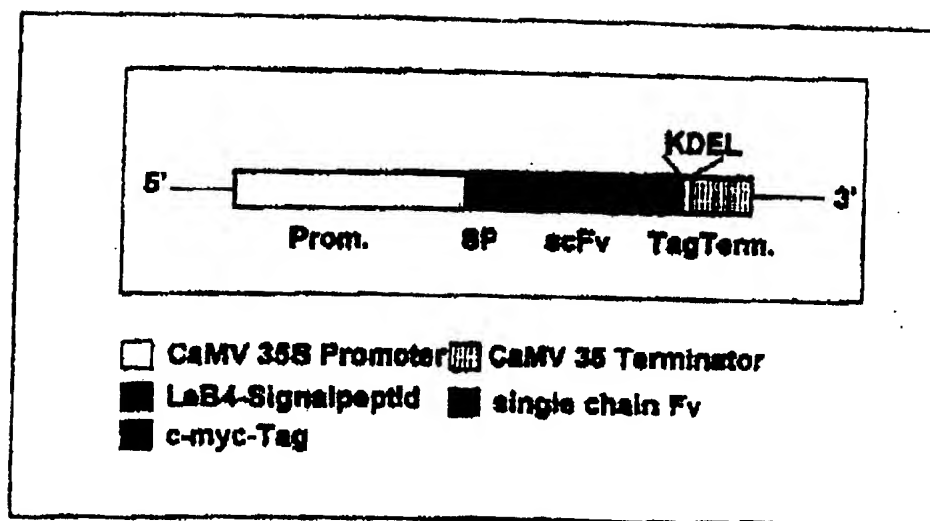 KDEL
5' 3'
Prom. SP scFv TagTerm.
CaMV 35S Promoter CaMV 35 Terminator
LeB4-Signalpeptid single chain Fv
c-myc-Tag